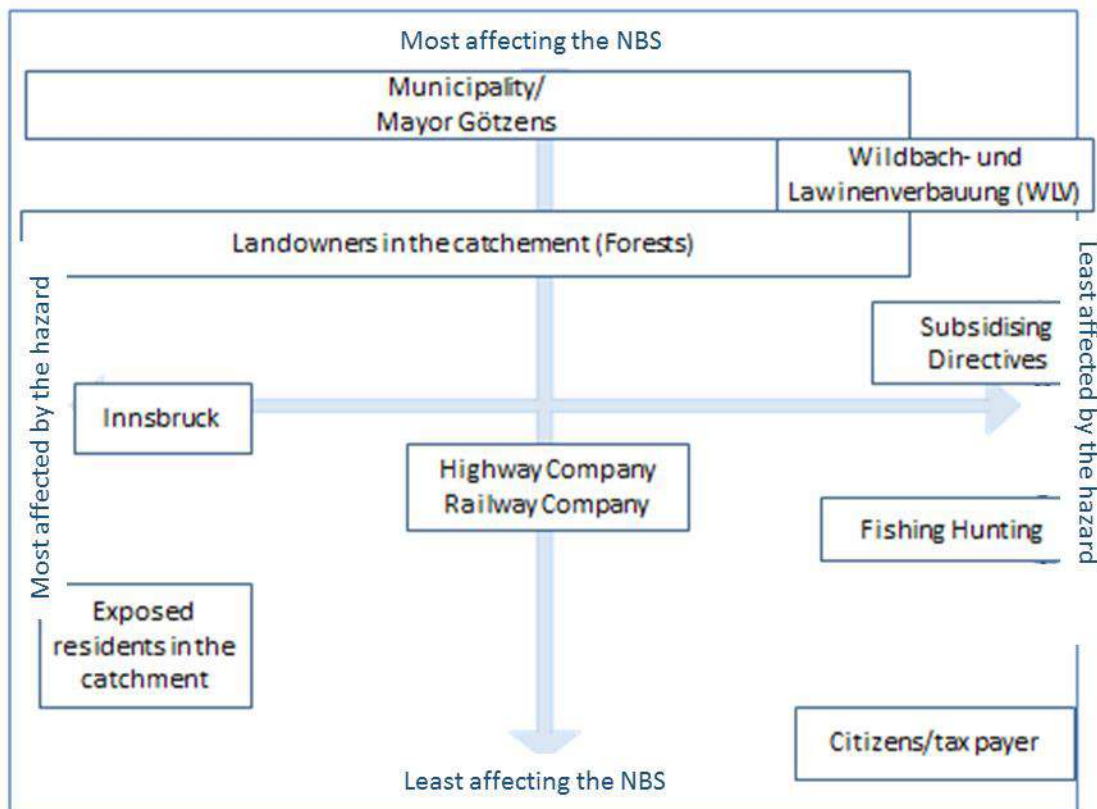 Most affecting the NBS
Municipality/
Mayor Götzens
Wildbach- und
Lawinenverbauung (WLV)
Landowners in the catchement (Forests)
Most affected by the hazard
Least affected by the hazard
Subsidising
Directives
Innsbruck
Highway Company
Railway Company
Fishing Hunting
Exposed
residents in the
catchment
Citizens/tax payer
Least affecting the NBS